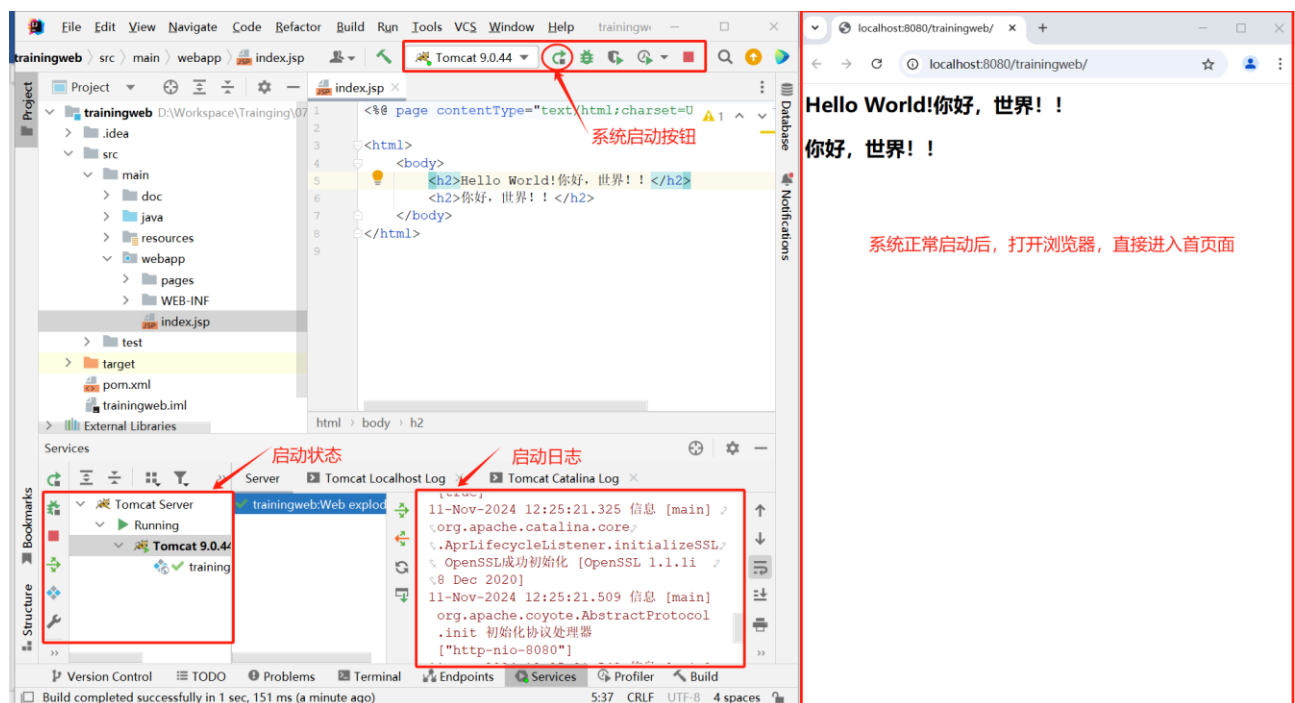 File Edit View Navigate Code Refactor Build Run Tools VCS Window Help trainingw
trainingweb src main webapp index.jsp Tomcat 9.0.44
Project index.jsp
trainingweb D:\Workspace\Trainging\07
.idea
src
main
doc
java
resources
webapp
pages
WEB-INF
index.jsp
test
target
pom.xml
trainingweb.iml
External Libraries
Project
1 <%@ page contentType="text/html;charset=U 1
2
3 <html>
4 <body>
5 <h2>Hello World!你好，世界！！</h2>
6 <h2>你好，世界！！</h2>
7 </body>
8 </html>
9
系统启动按钮
html body h2
Database
Notifications
Services
启动状态
启动日志
Server Tomcat Localhost Log Tomcat Catalina Log
Tomcat Server
Running
Tomcat 9.0.44
training
trainingweb:Web explod
11-Nov-2024 12:25:21.325 信息 [main]
org.apache.catalina.core
.AprLifecycleListener.initializeSSL
OpenSSL成功初始化 [OpenSSL 1.1.1i
8 Dec 2020]
11-Nov-2024 12:25:21.509 信息 [main]
org.apache.coyote.AbstractProtocol
.init 初始化协议处理器
["http-nio-8080"]
Bookmarks
Structure
Version Control TODO Problems Terminal Endpoints Services Profiler Build
Build completed successfully in 1 sec, 151 ms (a minute ago) 5:37 CRLF UTF-8 4 spaces
localhost:8080/trainingweb/
localhost:8080/trainingweb/
Hello World!你好，世界！！
你好，世界！！
系统正常启动后，打开浏览器，直接进入首页面